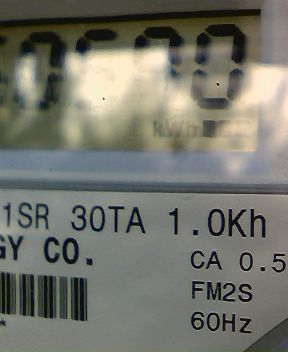 kWh
1SR 30TA 1.0Kh
GY CO.
CA 0.5
FM2S
60Hz